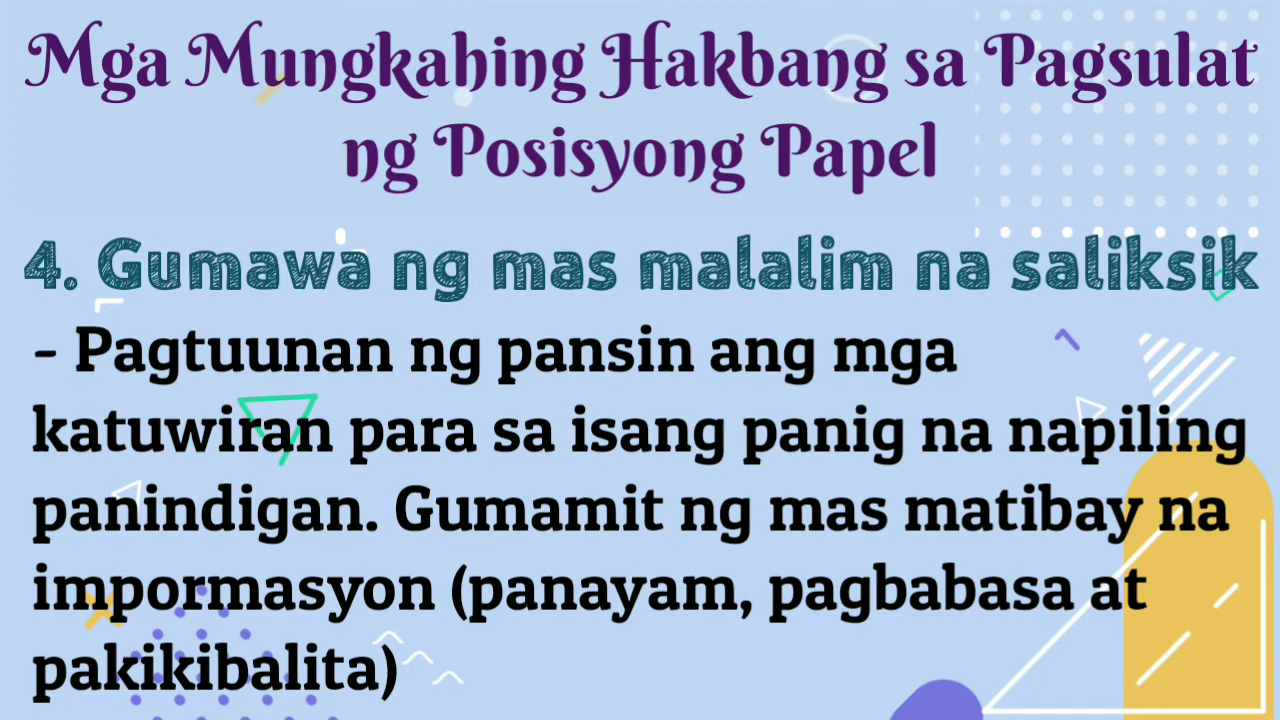 Mga Mungkahing Hakbang sa Pagsulat
ng Posisyong Papel
4. Gumawa ng mas malalim na saliksik
- Pagtuunan ng pansin ang mga
katuwiran para sa isang panig na napiling
panindigan. Gumamit ng mas matibay na
impormasyon (panayam, pagbabasa at
pakikibalita)